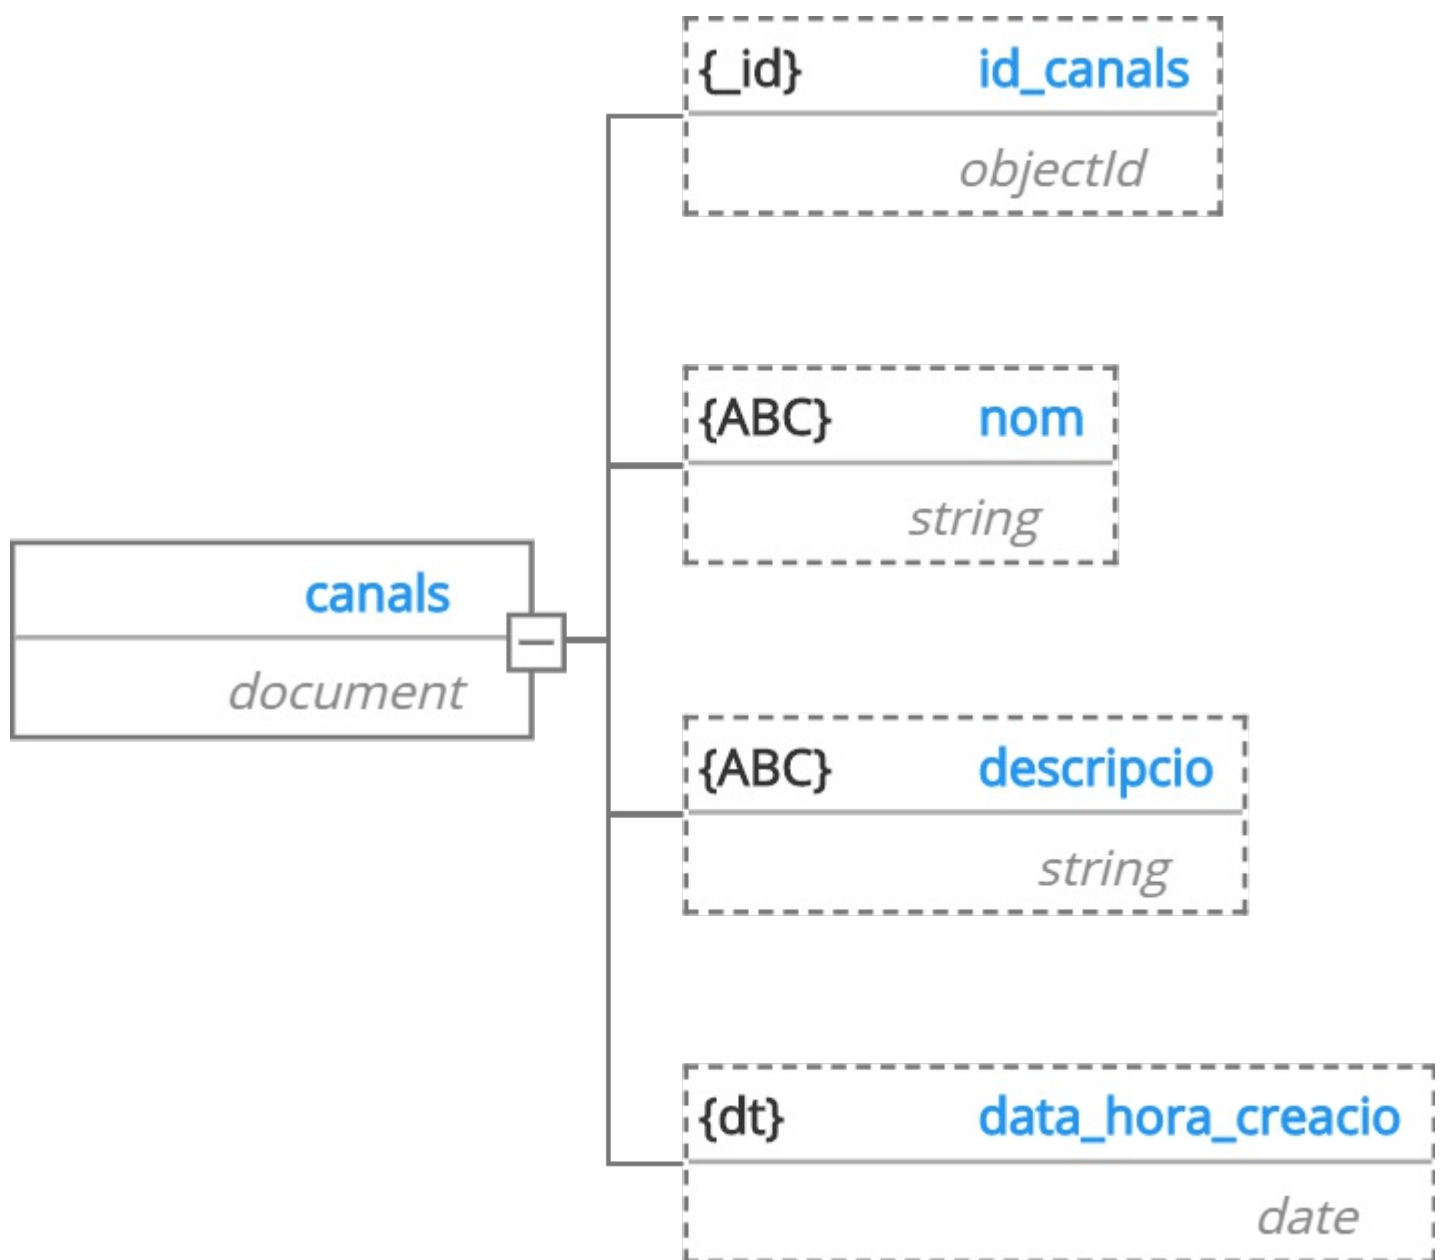 {_id} id_canals
objectId
{ABC} nom
string
canals
document
{ABC} descripcio
string
{dt} data_hora_creacio
date